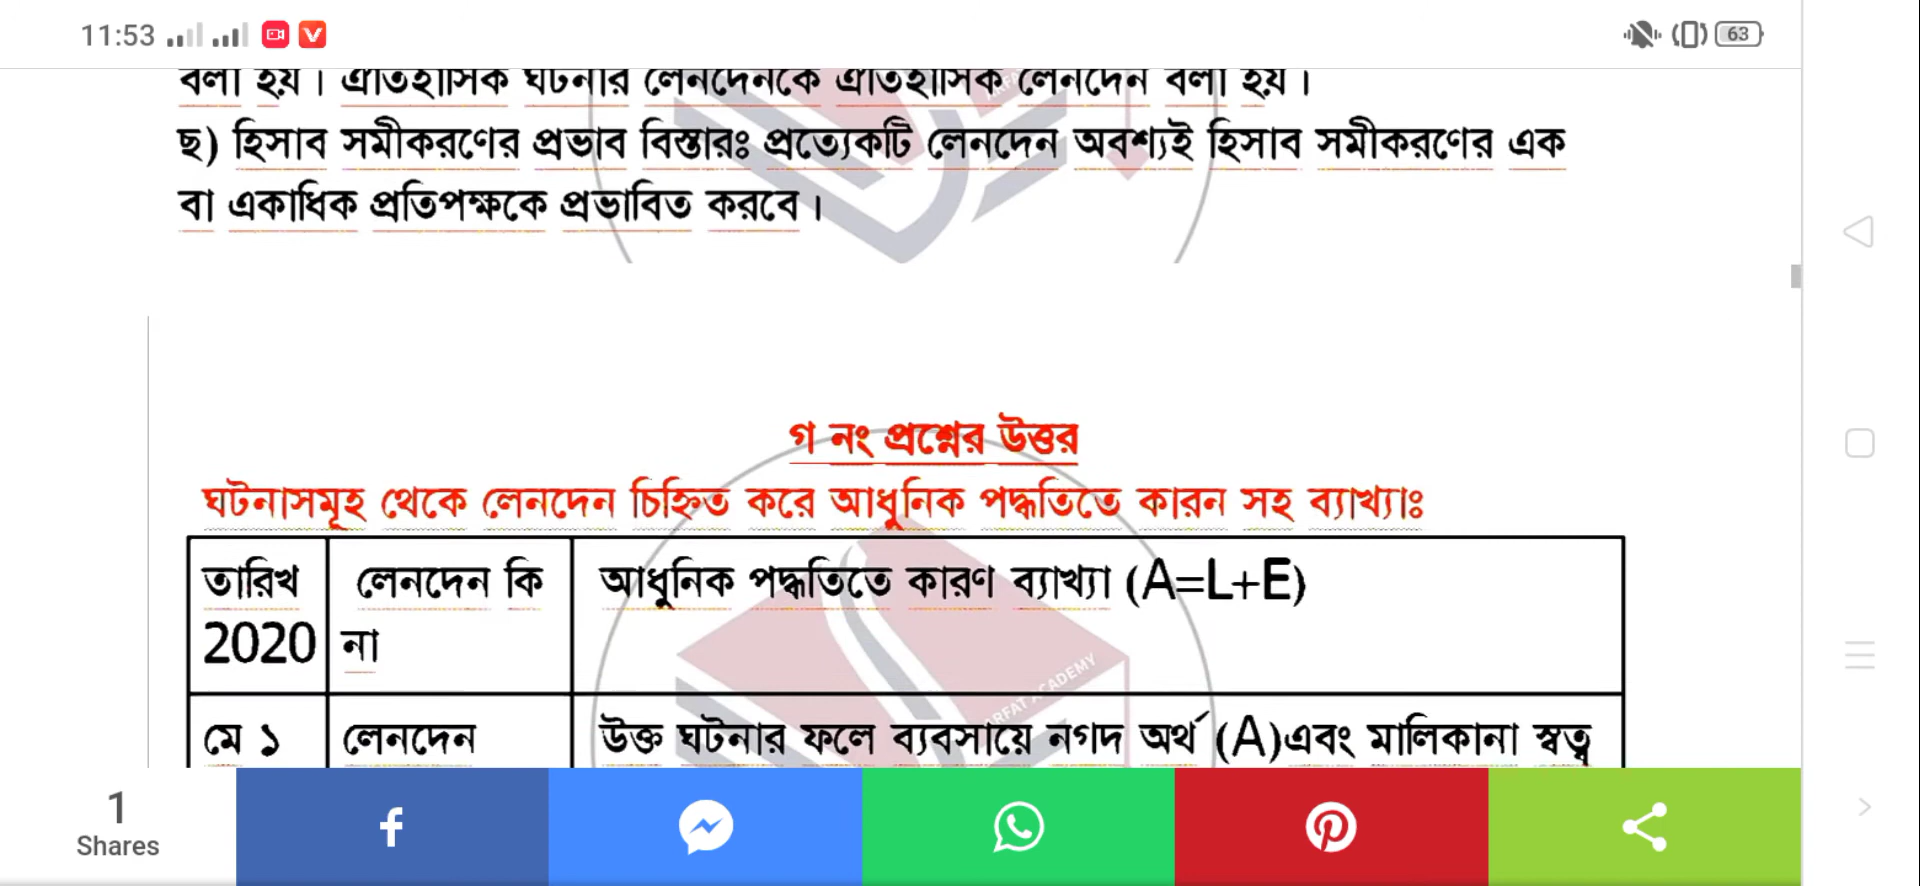 11:53
63
বলা হয়। ঐতিহাসিক ঘটনার লেনদেনকে ঐতিহাসিক লেনদেন বলা হয়।
ছ) হিসাব সমীকরণের প্রভাব বিস্তারঃ প্রত্যেকটি লেনদেন অবশ্যই হিসাব সমীকরণের এক
বা একাধিক প্রতিপক্ষকে প্রভাবিত করবে।
গ নং প্রশ্নের উত্তর
ঘটনাসমূহ থেকে লেনদেন চিহ্নিত করে আধুনিক পদ্ধতিতে কারন সহ ব্যাখ্যাঃ
তারিখ লেনদেন কি আধুনিক পদ্ধতিতে কারণ ব্যাখ্যা (A=L+E)
2020 না
ARFAT ACADEMY
মে ১ লেনদেন উক্ত ঘটনার ফলে ব্যবসায়ে নগদ অর্থ (A)এবং মালিকানা স্বত্ব
1
Shares